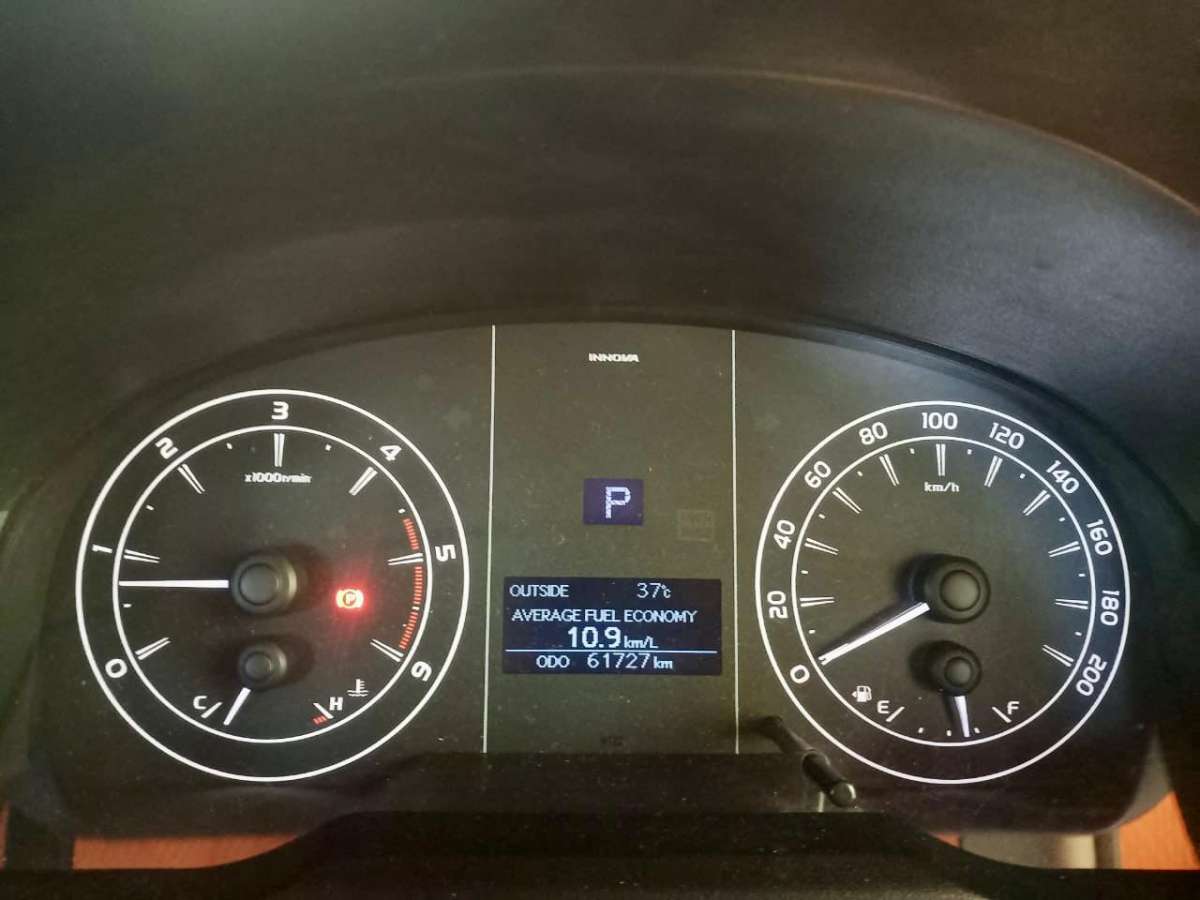 INNOVA
0
1
2
3
4
5
6
x1000r/min
P
C
H
P
OUTSIDE 37℃
AVERAGE FUEL ECONOMY
10.9 km/L
ODO 61727 km
0
20
40
60
80
100
120
140
160
180
200
km/h
E
F